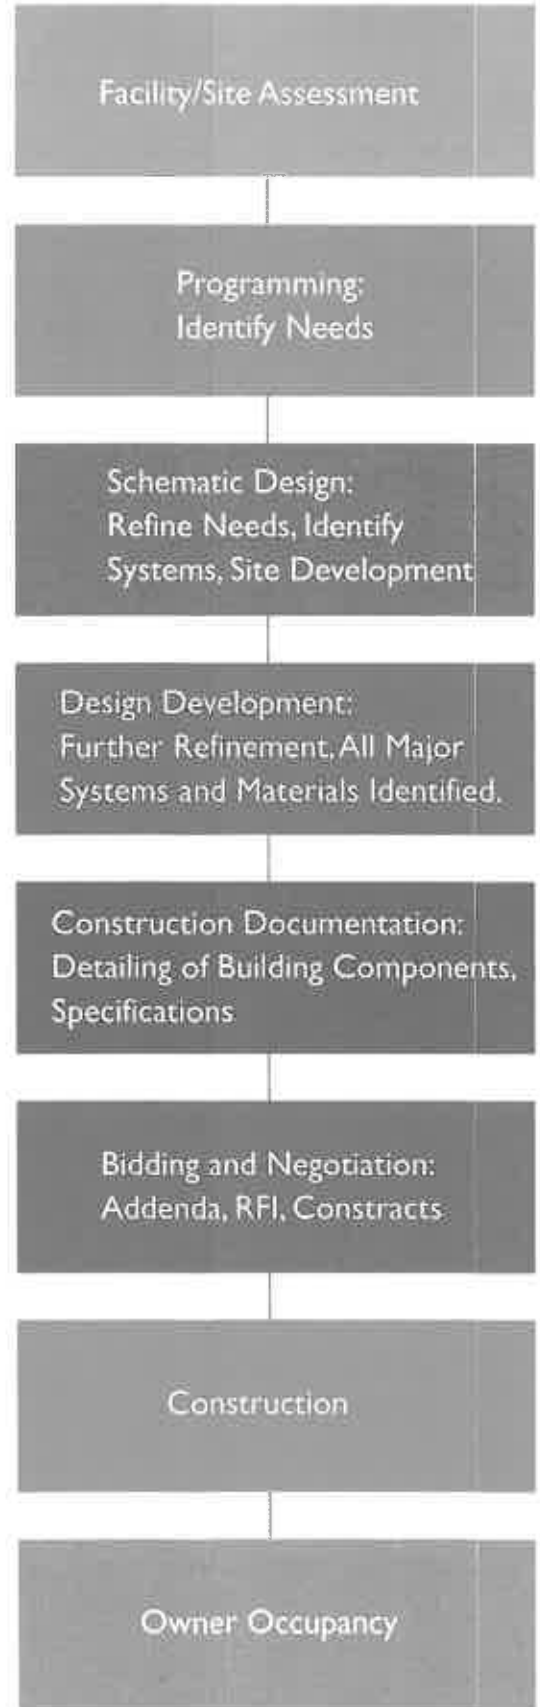 Facility/Site Assessment
Programming:
Identify Needs
Schematic Design:
Refine Needs, Identify
Systems, Site Development
Design Development:
Further Refinement, All Major
Systems and Materials Identified.
Construction Documentation:
Detailing of Building Components,
Specifications
Bidding and Negotiation:
Addenda, RFI, Constracts
Construction
Owner Occupancy